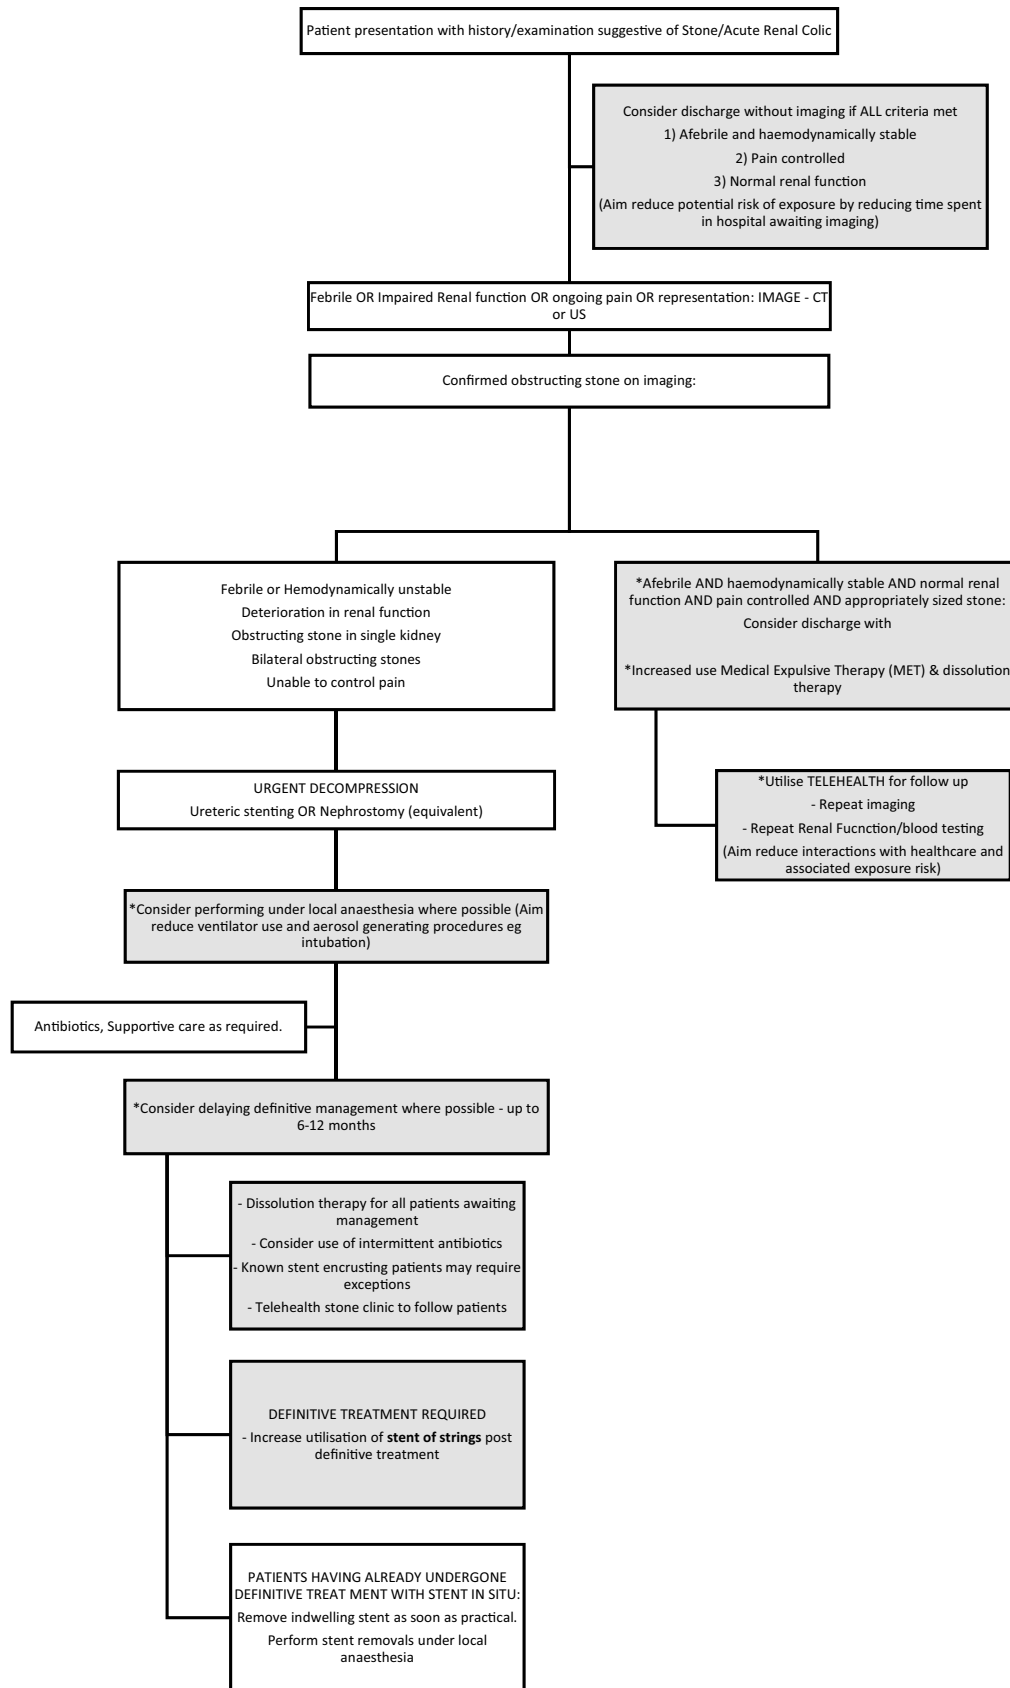 Patient presentation with history/examination suggestive of Stone/Acute Renal Colic
Consider discharge without imaging if ALL criteria met
1) Afebrile and haemodynamically stable
2) Pain controlled
3) Normal renal function
(Aim reduce potential risk of exposure by reducing time spent
in hospital awaiting imaging)
Febrile OR Impaired Renal function OR ongoing pain OR representation: IMAGE - CT
or US
Confirmed obstructing stone on imaging:
Febrile or Hemodynamically unstable
Deterioration in renal function
Obstructing stone in single kidney
Bilateral obstructing stones
Unable to control pain
*Afebrile AND haemodynamically stable AND normal renal
function AND pain controlled AND appropriately sized stone:
Consider discharge with
*Increased use Medical Expulsive Therapy (MET) & dissolution
therapy
URGENT DECOMPRESSION
Ureteric stenting OR Nephrostomy (equivalent)
*Utilise TELEHEALTH for follow up
- Repeat imaging
- Repeat Renal Fucnction/blood testing
(Aim reduce interactions with healthcare and
associated exposure risk)
*Consider performing under local anaesthesia where possible (Aim
reduce ventilator use and aerosol generating procedures eg
intubation)
Antibiotics, Supportive care as required.
*Consider delaying definitive management where possible - up to
6-12 months
- Dissolution therapy for all patients awaiting
management
- Consider use of intermittent antibiotics
- Known stent encrusting patients may require
exceptions
- Telehealth stone clinic to follow patients
DEFINITIVE TREATMENT REQUIRED
- Increase utilisation of stent of strings post
definitive treatment
PATIENTS HAVING ALREADY UNDERGONE
DEFINITIVE TREAT MENT WITH STENT IN SITU:
Remove indwelling stent as soon as practical.
Perform stent removals under local
anaesthesia